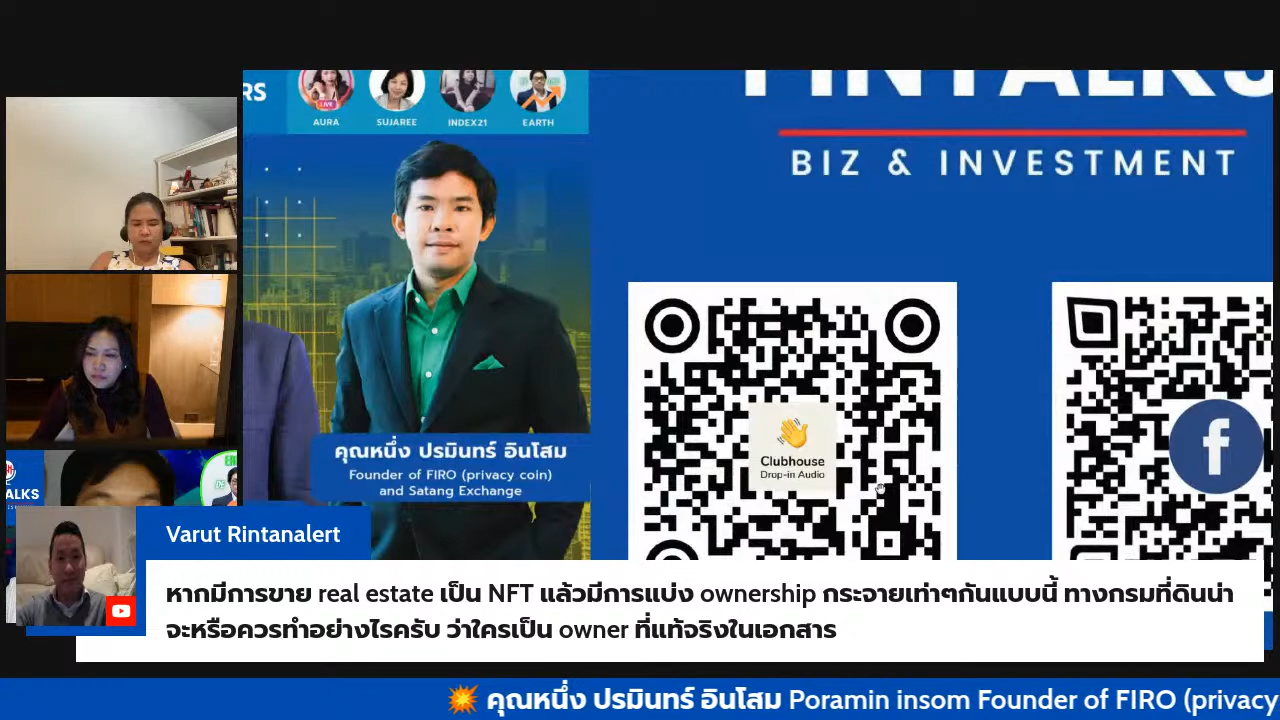 RS
AURA
SUJAREE
INDEX21
EARTH
FINTALKS
BIZ & INVESTMENT
คุณหนึ่ง ปรมินทร์ อินโสม
Founder of FIRO (privacy coin)
and Satang Exchange
Clubhouse
Drop-in Audio
f
ALKS
Varut Rintanalert
หากมีการขาย real estate เป็น NFT แล้วมีการแบ่ง ownership กระจายเท่าๆกันแบบนี้ ทางกรมที่ดินน่า
จะหรือควรทำอย่างไรครับ ว่าใครเป็น owner ที่แท้จริงในเอกสาร
💥 คุณหนึ่ง ปรมินทร์ อินโสม Poramin insom Founder of FIRO (privacy